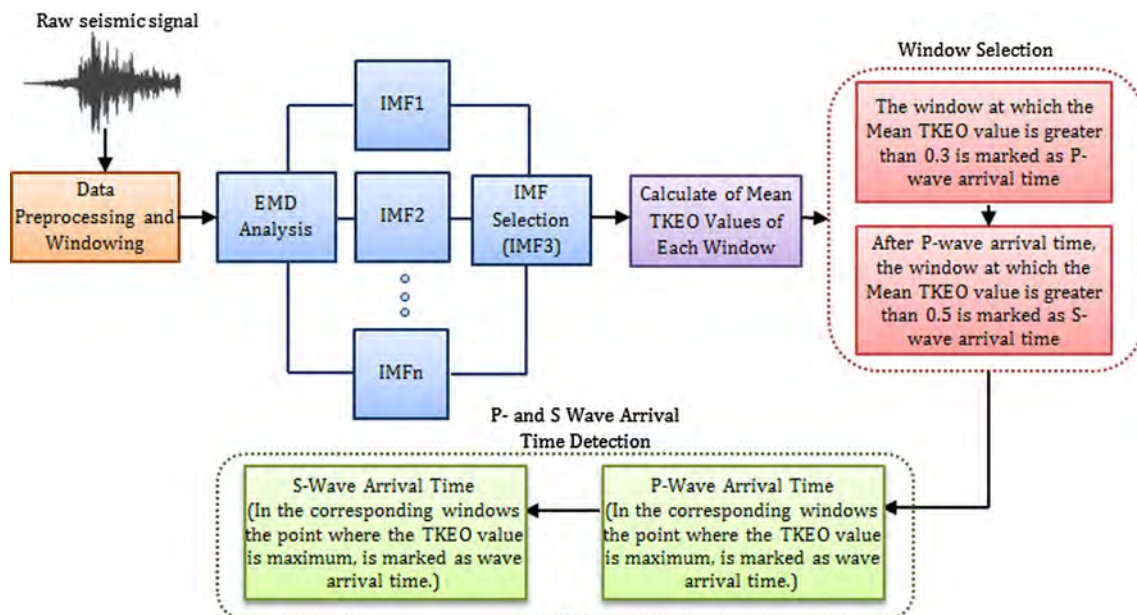 Raw seismic signal
Data
Preprocessing and
Windowing
EMD
Analysis
IMF1
IMF2
IMFn
IMF
Selection
(IMF3)
Calculate of Mean
TKEO Values of
Each Window
Window Selection
The window at which the
Mean TKEO value is greater
than 0.3 is marked as P-
wave arrival time
After P-wave arrival time,
the window at which the
Mean TKEO value is greater
than 0.5 is marked as S-
wave arrival time
P- and S Wave Arrival
Time Detection
P-Wave Arrival Time
(In the corresponding windows
the point where the TKEO value
is maximum, is marked as wave
arrival time.)
S-Wave Arrival Time
(In the corresponding windows
the point where the TKEO value
is maximum, is marked as wave
arrival time.)